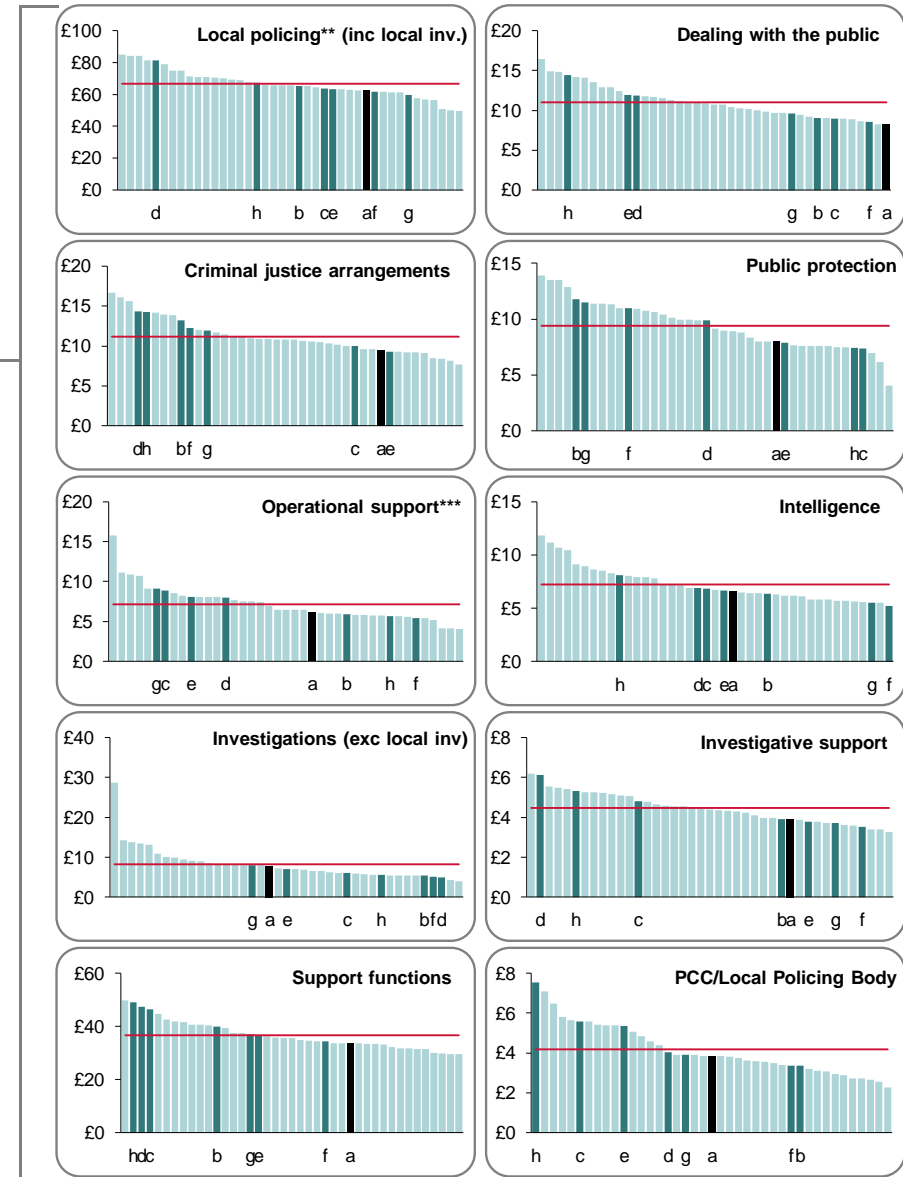 Local policing** (inc local inv.)
£100
£80
£60
£40
£20
£0
d h b ce af g
Dealing with the public
£20
£15
£10
£5
£0
h ed g b c f a
Criminal justice arrangements
£20
£15
£10
£5
£0
dh bf g c ae
Public protection
£15
£10
£5
£0
bg f d ae hc
Operational support***
£20
£15
£10
£5
£0
gc e d a b h f
Intelligence
£15
£10
£5
£0
h dc ea b g f
Investigations (exc local inv)
£40
£30
£20
£10
£0
g a e c h bfd
Investigative support
£8
£6
£4
£2
£0
d h c ba e g f
Support functions
£60
£40
£20
£0
hdc b ge f a
PCC/Local Policing Body
£8
£6
£4
£2
£0
h c e d g a fb